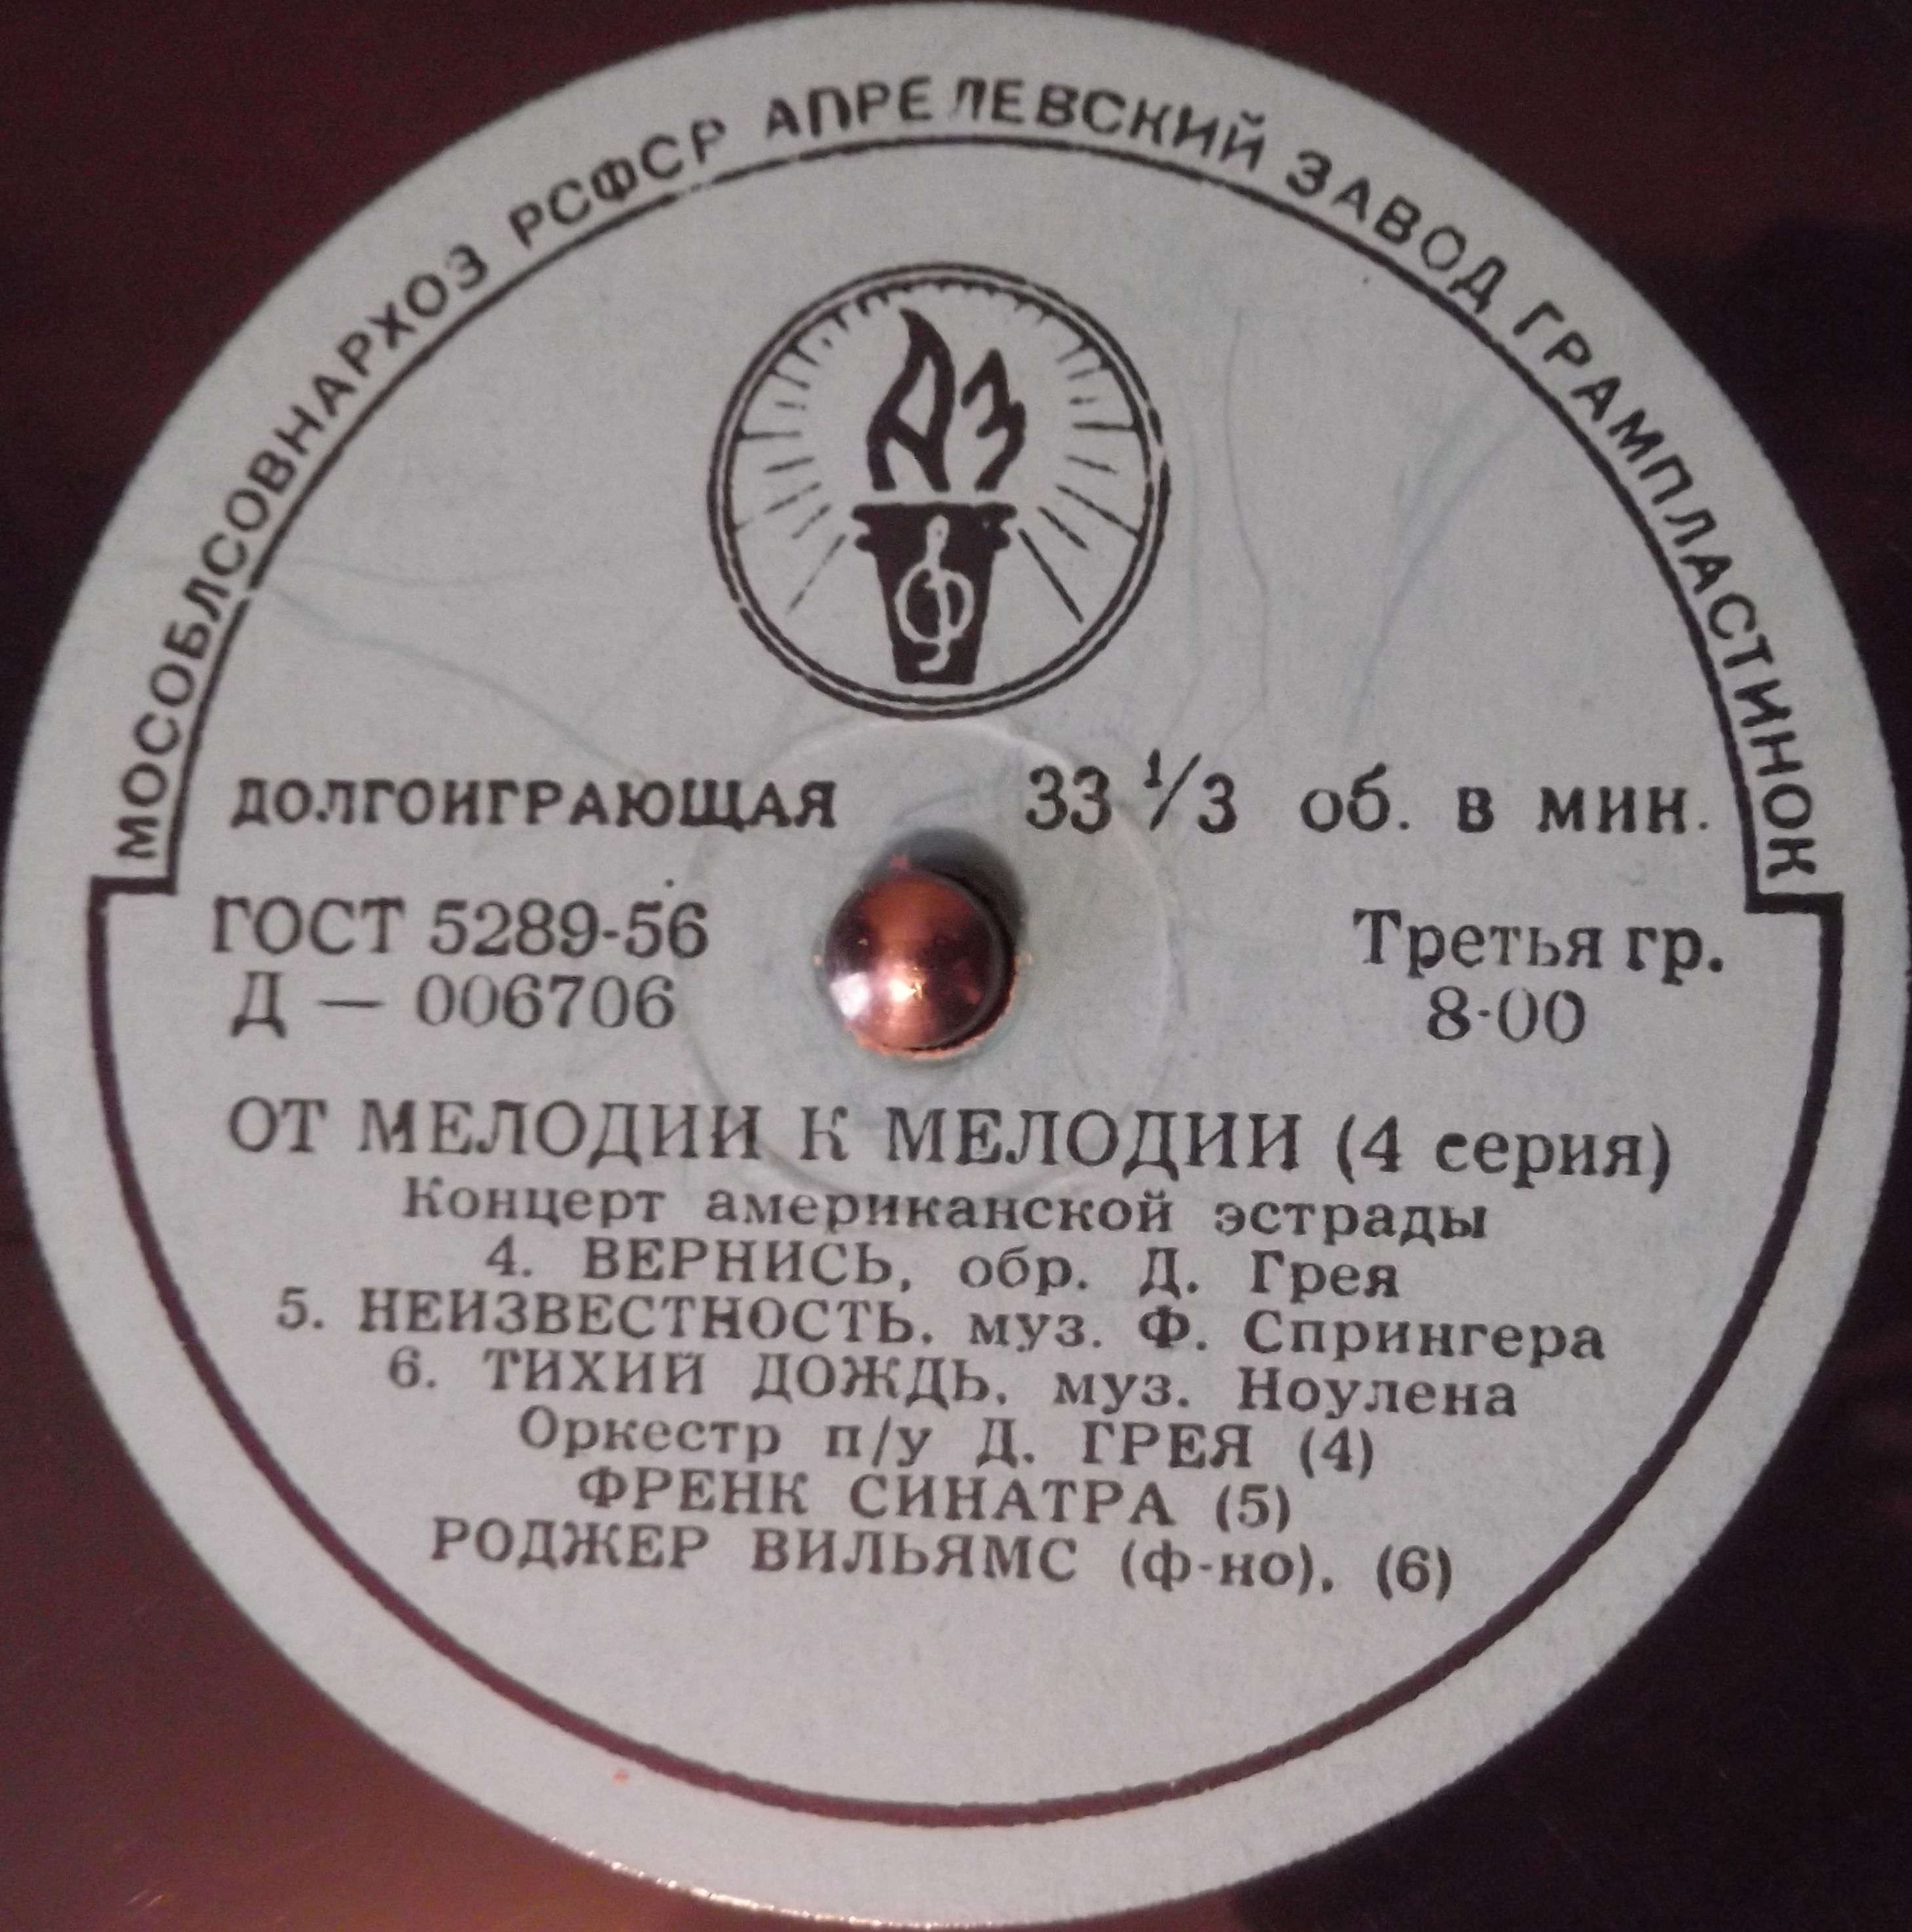 МОСОБЛСОВНАРХОЗ РСФСР АПРЕЛЕВСКИЙ ЗАВОД ГРАМПЛАСТИНОК
АЗ
ДОЛГОИГРАЮЩАЯ 33 1/3 об. в мин.
ГОСТ 5289-56 Третья гр.
Д — 006706 8-00
ОТ МЕЛОДИИ К МЕЛОДИИ (4 серия)
Концерт американской эстрады
4. ВЕРНИСЬ, обр. Д. Грея
5. НЕИЗВЕСТНОСТЬ, муз. Ф. Спрингера
6. ТИХИЙ ДОЖДЬ, муз. Ноулена
Оркестр п/у Д. ГРЕЯ (4)
ФРЕНК СИНАТРА (5)
РОДЖЕР ВИЛЬЯМС (ф-но), (6)